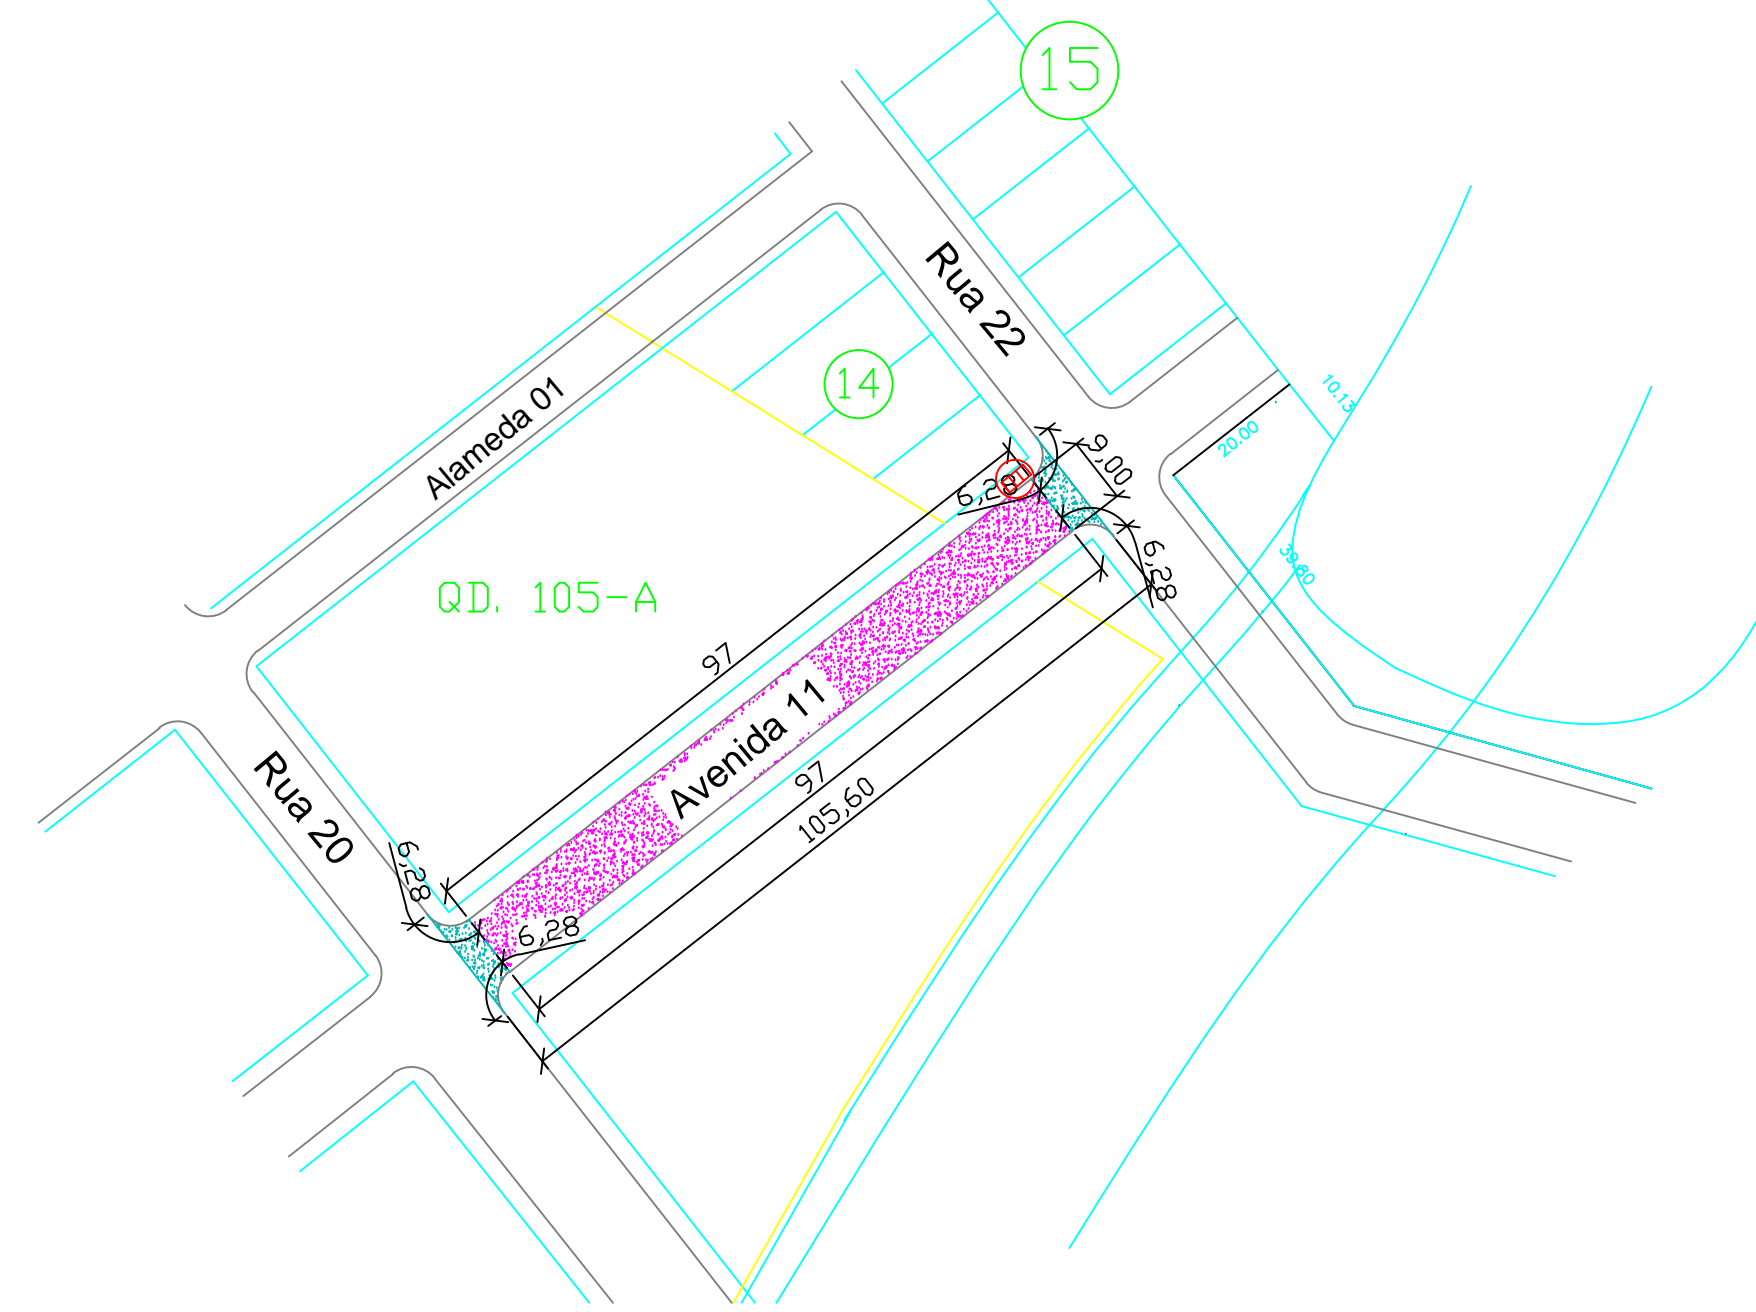 15
Rua 22
14
Alameda 01
10.13
20.00
9,00
6,28
6,28
39,80
QD. 105-A
97
Avenida 11
97
105,60
Rua 20
6,28
6,28